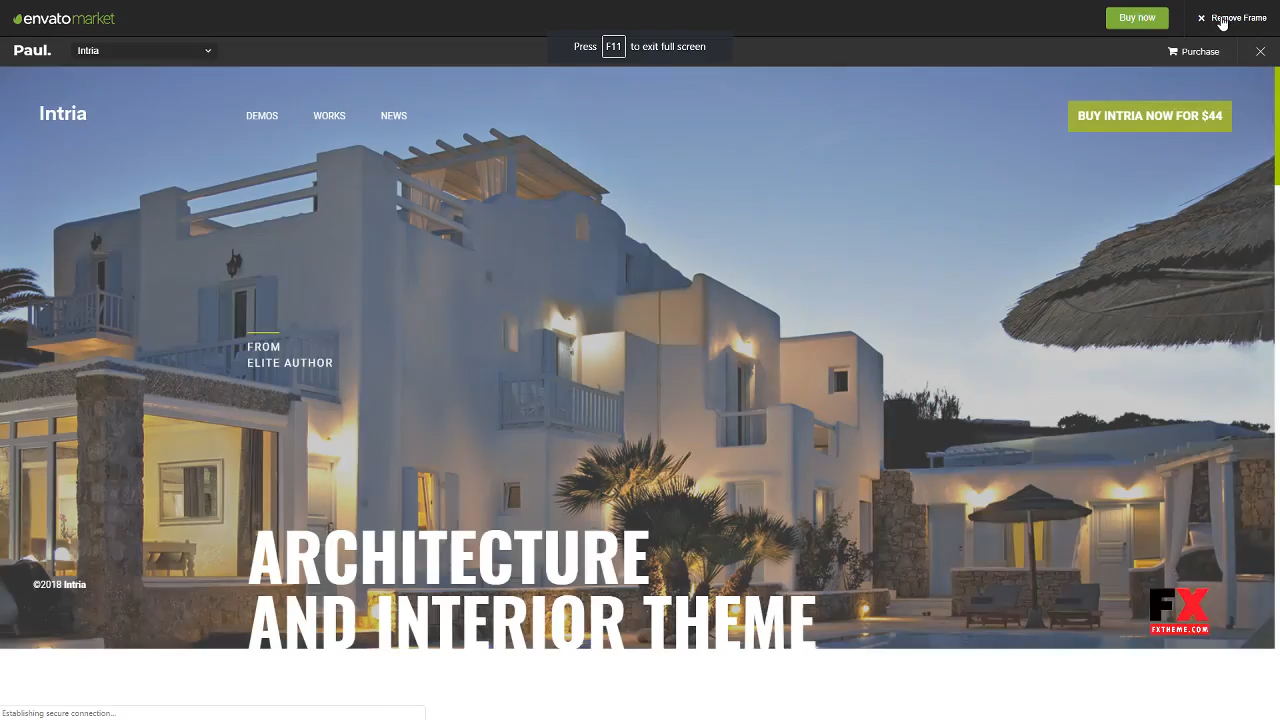 envatomarket
Buy now
Remove Frame
Paul.
Intria
Press F11 to exit full screen
Purchase
Intria
DEMOS
WORKS
NEWS
BUY INTRIA NOW FOR $44
FROM
ELITE AUTHOR
ARCHITECTURE
AND INTERIOR THEME
©2018 Intria
FX
FXTHEME.COM
Establishing secure connection...